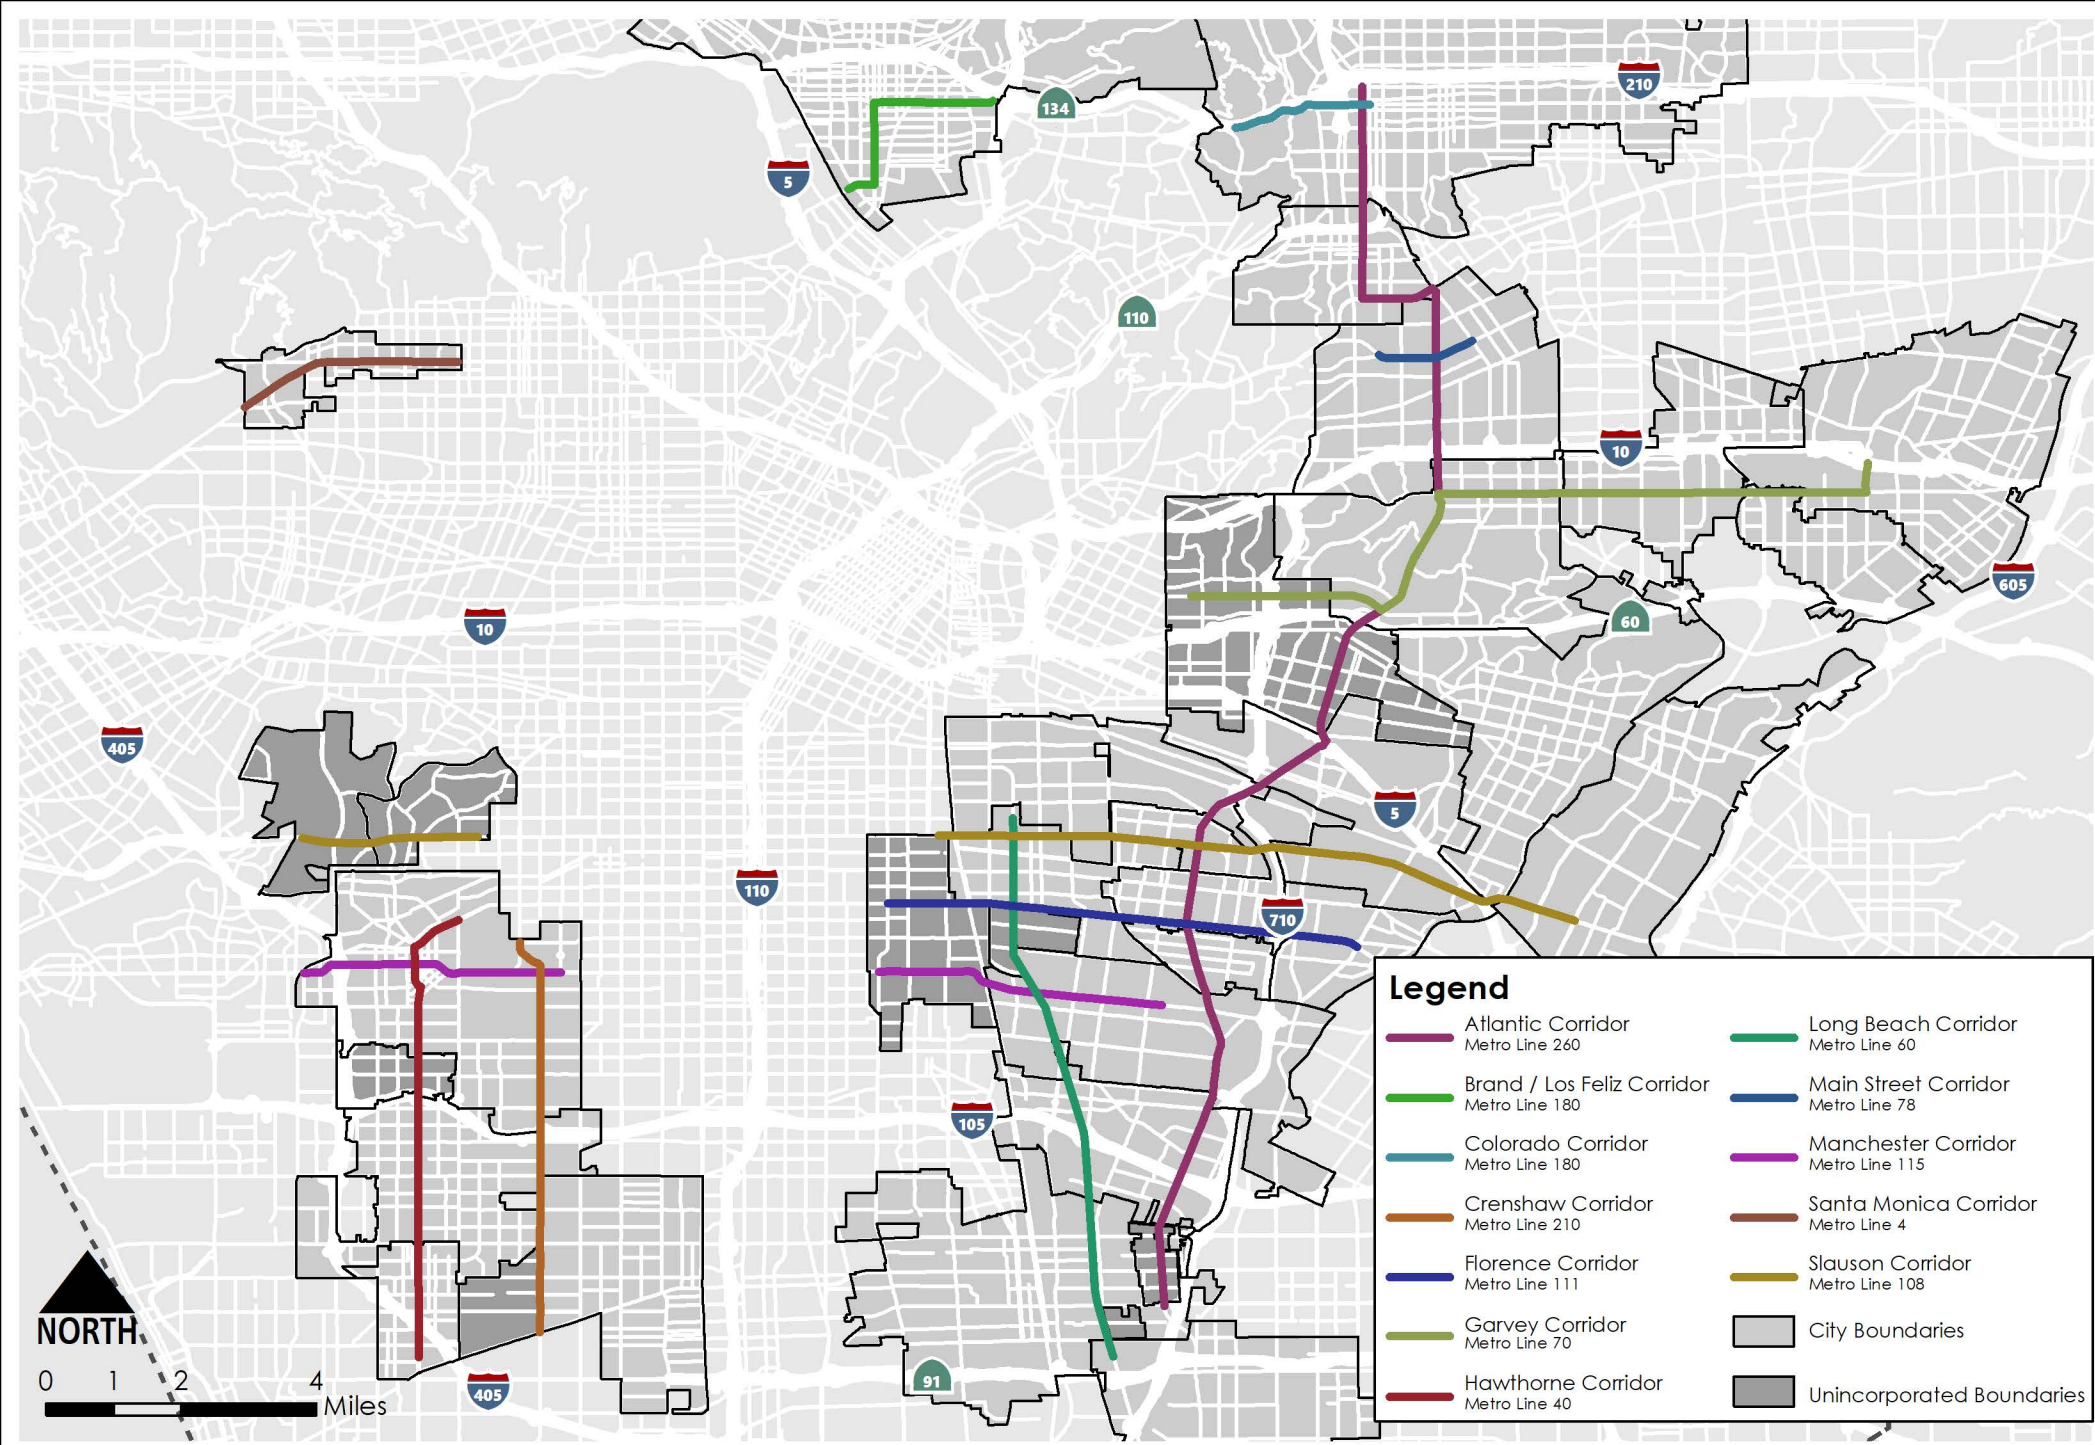 210
134
5
110
10
605
60
10
405
5
110
710
105
91
405
NORTH
0 1 2 4
Miles
Legend
Atlantic Corridor
Metro Line 260
Brand / Los Feliz Corridor
Metro Line 180
Colorado Corridor
Metro Line 180
Crenshaw Corridor
Metro Line 210
Florence Corridor
Metro Line 111
Garvey Corridor
Metro Line 70
Hawthorne Corridor
Metro Line 40
Long Beach Corridor
Metro Line 60
Main Street Corridor
Metro Line 78
Manchester Corridor
Metro Line 115
Santa Monica Corridor
Metro Line 4
Slauson Corridor
Metro Line 108
City Boundaries
Unincorporated Boundaries